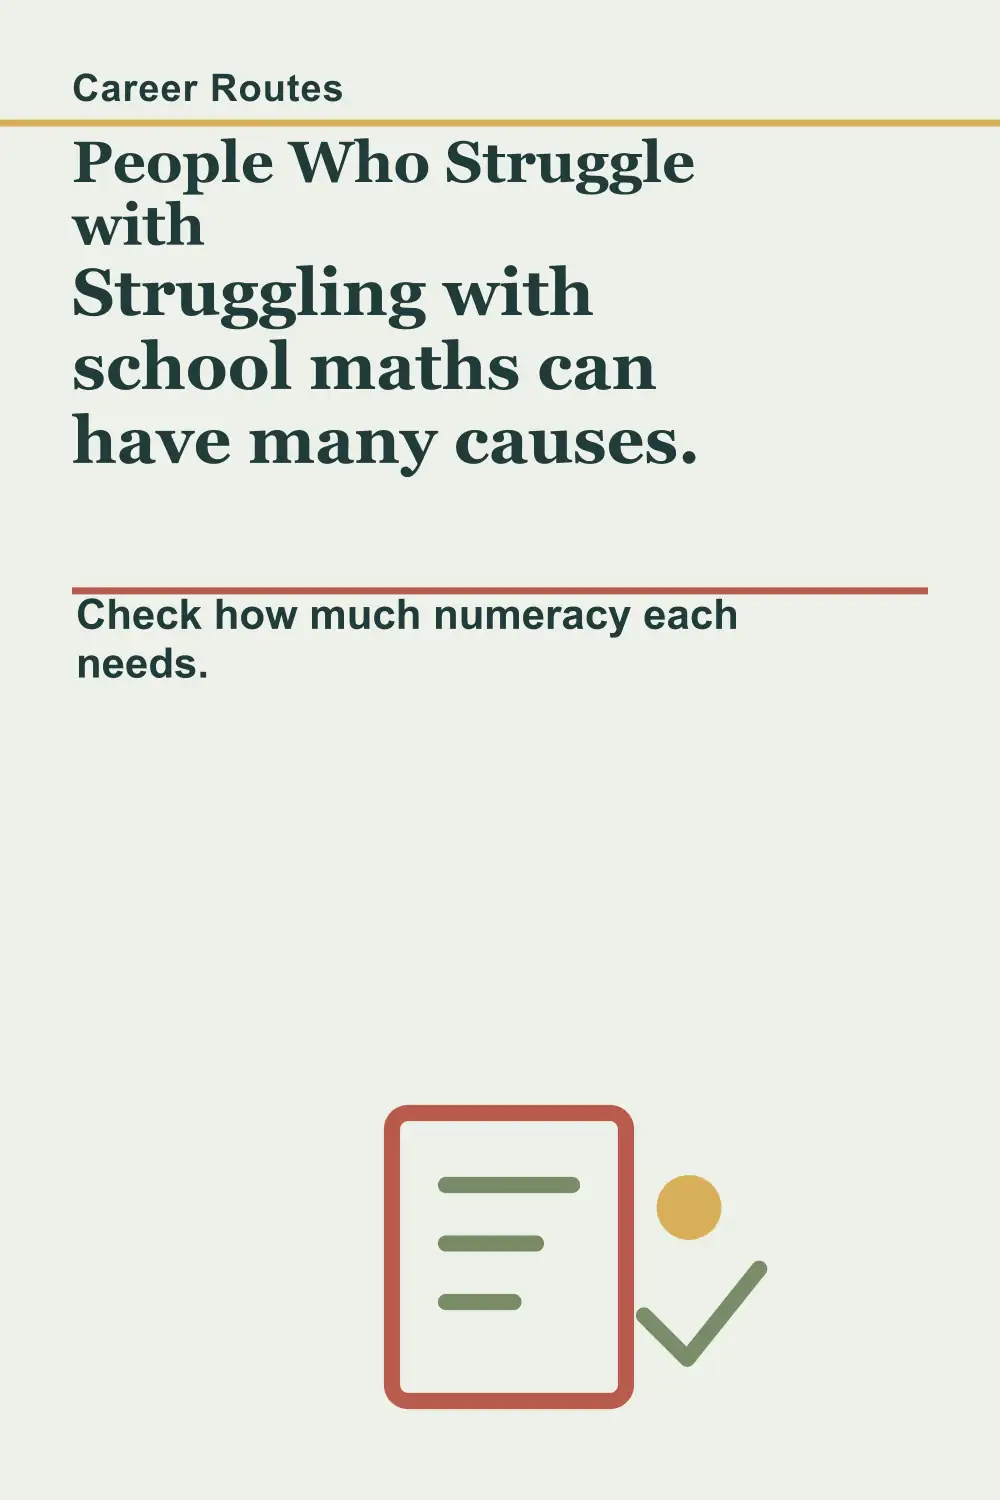 Career Routes
People Who Struggle
with
Struggling with
school maths can
have many causes.
Check how much numeracy each
needs.